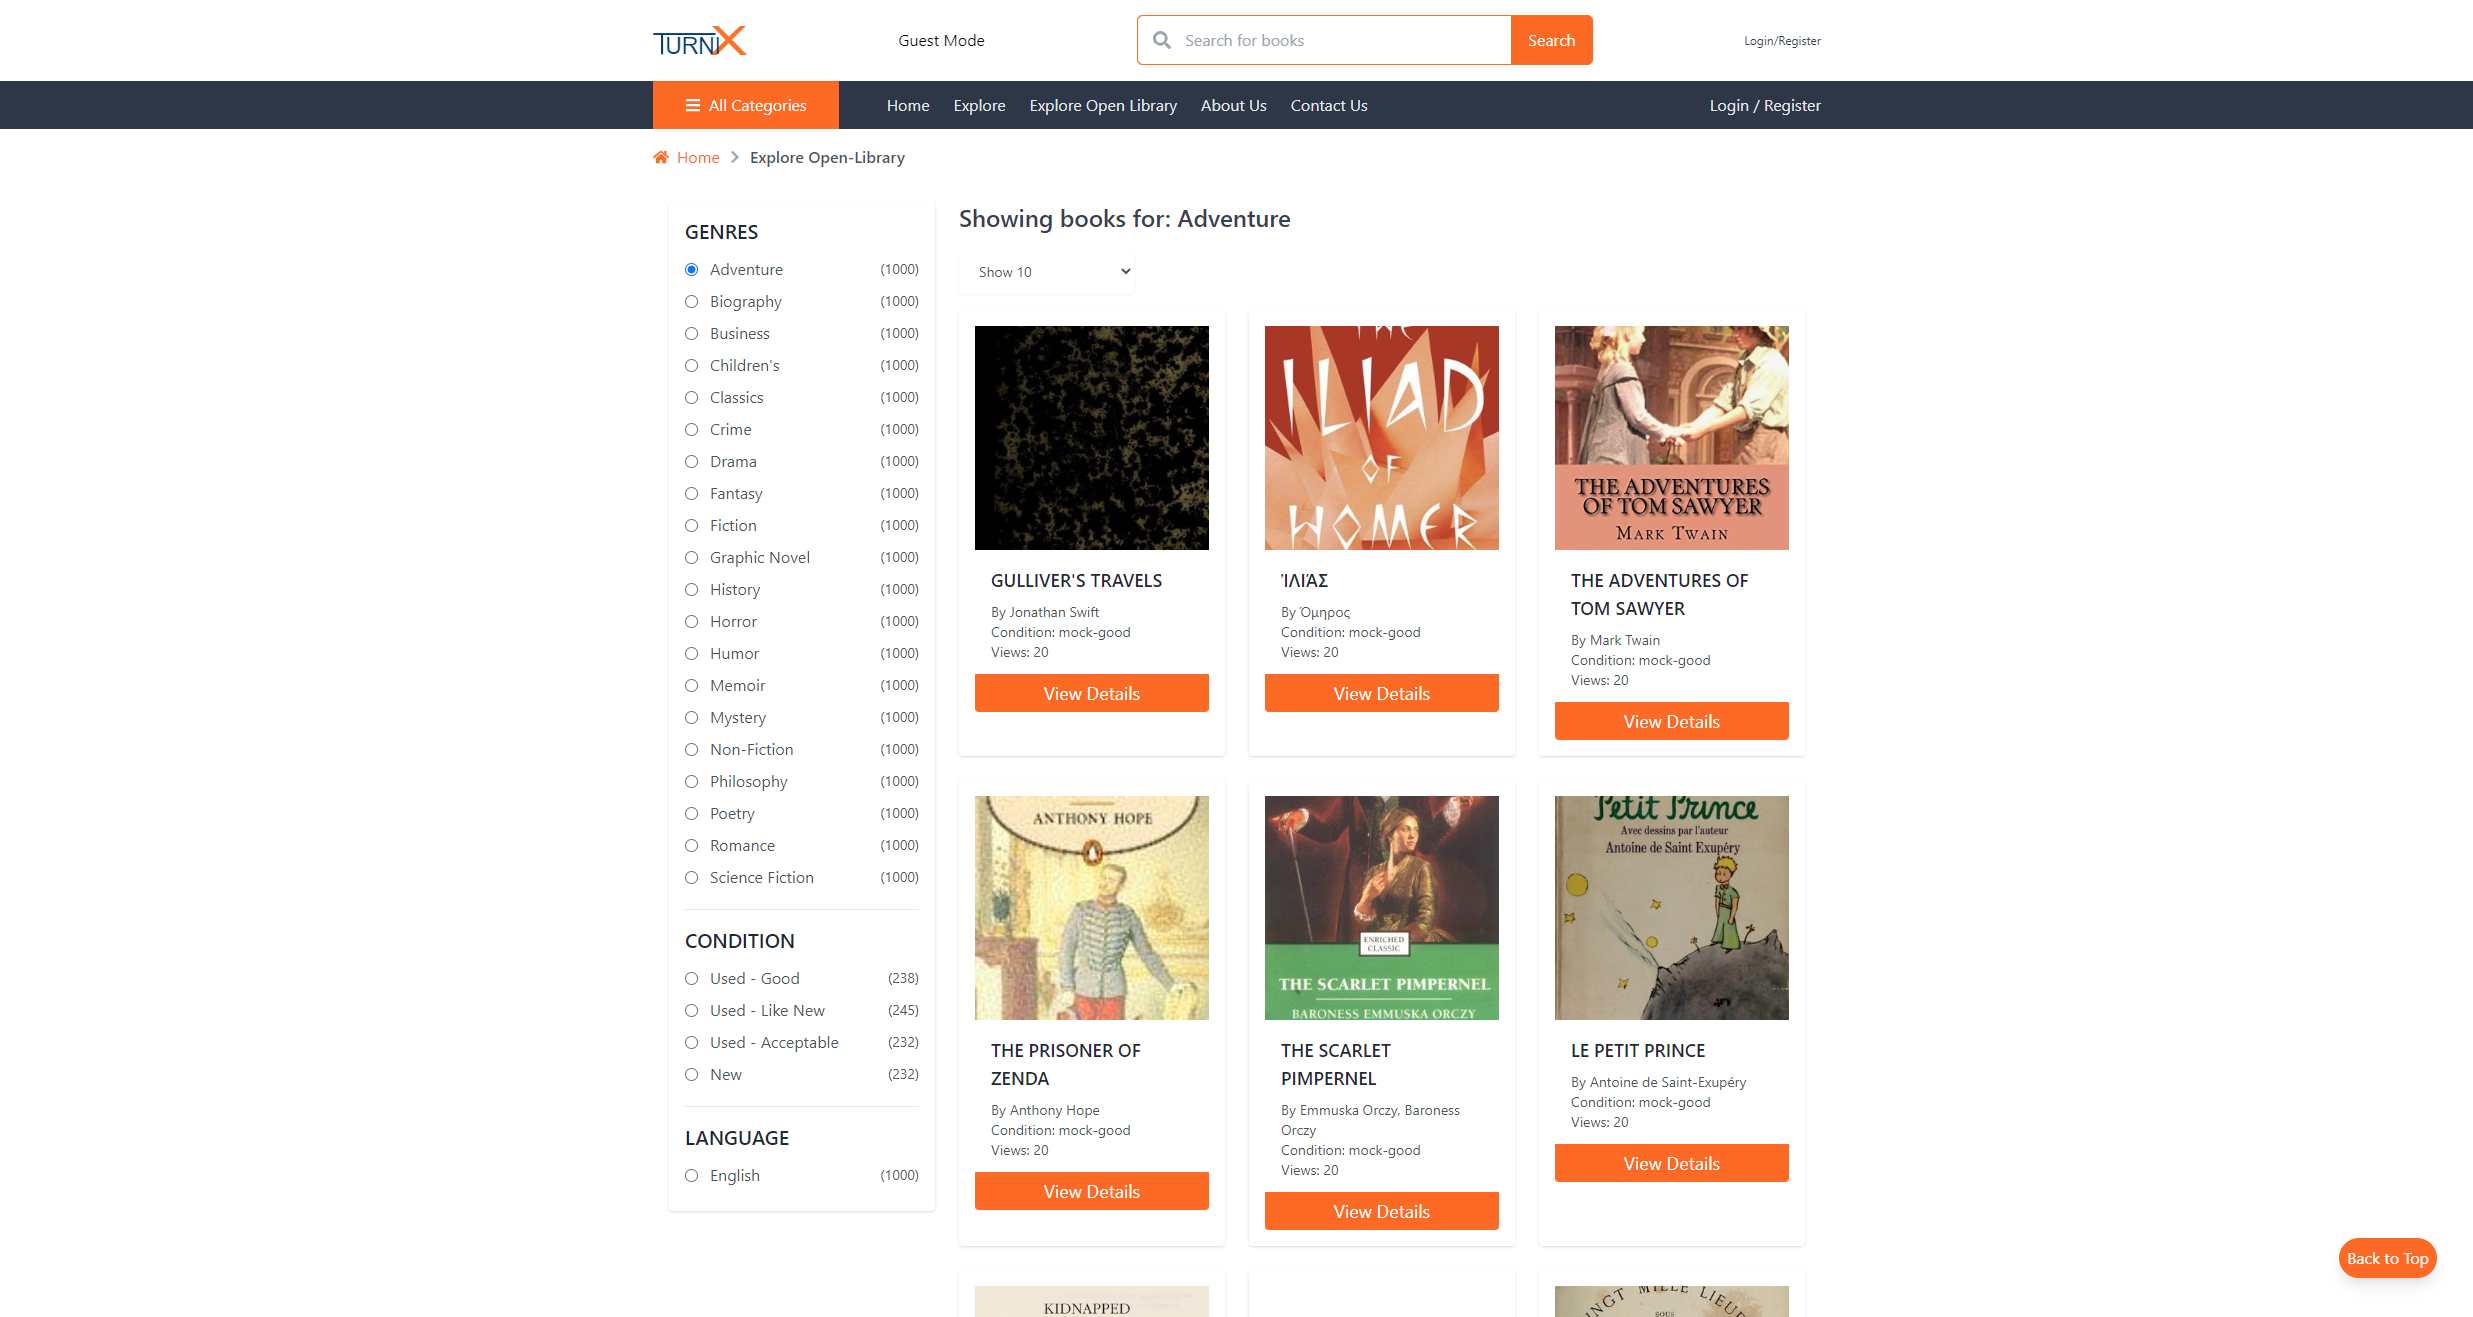 TURNIX
Guest Mode
Search for books
Search
Login/Register
All Categories
Home
Explore
Explore Open Library
About Us
Contact Us
Login / Register
Home
Explore Open-Library
GENRES
Adventure (1000)
Biography (1000)
Business (1000)
Children's (1000)
Classics (1000)
Crime (1000)
Drama (1000)
Fantasy (1000)
Fiction (1000)
Graphic Novel (1000)
History (1000)
Horror (1000)
Humor (1000)
Memoir (1000)
Mystery (1000)
Non-Fiction (1000)
Philosophy (1000)
Poetry (1000)
Romance (1000)
Science Fiction (1000)
CONDITION
Used - Good (238)
Used - Like New (245)
Used - Acceptable (232)
New (232)
LANGUAGE
English (1000)
Showing books for: Adventure
Show 10
GULLIVER'S TRAVELS
By Jonathan Swift
Condition: mock-good
Views: 20
View Details
THE
ILIAD
OF
HOMER
ἸΛΙΆΣ
By Όμηρος
Condition: mock-good
Views: 20
View Details
THE ADVENTURES
OF TOM SAWYER
MARK TWAIN
THE ADVENTURES OF
TOM SAWYER
By Mark Twain
Condition: mock-good
Views: 20
View Details
ANTHONY HOPE
THE PRISONER OF
ZENDA
By Anthony Hope
Condition: mock-good
Views: 20
View Details
ENRICHED
CLASSIC
THE SCARLET PIMPERNEL
BARONESS EMMUSKA ORCZY
THE SCARLET
PIMPERNEL
By Emmuska Orczy, Baroness
Orczy
Condition: mock-good
Views: 20
View Details
Petit Prince
Avec dessins par l'auteur
Antoine de Saint Exupéry
LE PETIT PRINCE
By Antoine de Saint-Exupéry
Condition: mock-good
Views: 20
View Details
KIDNAPPED
VINGT MILLE LIEUES
SOUS
Back to Top